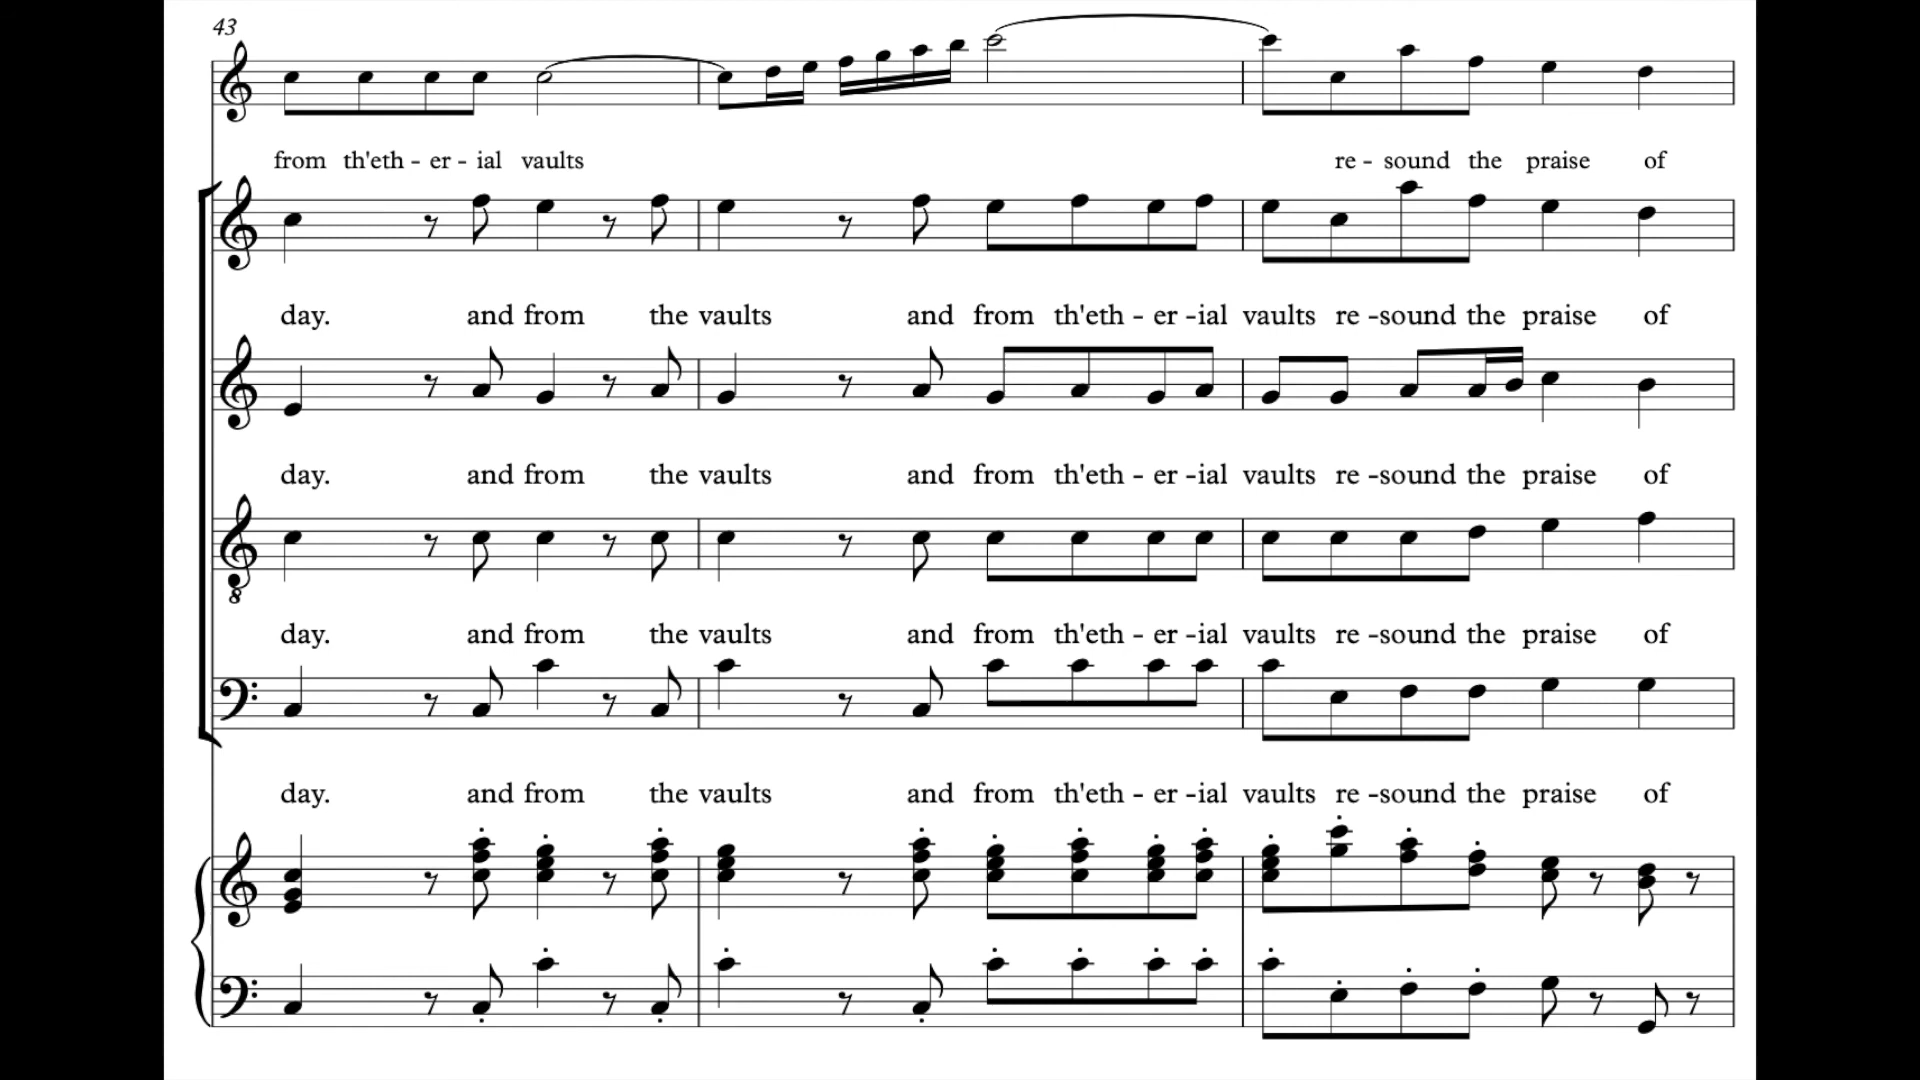 43
from th'eth - er - ial vaults re - sound the praise of
day. and from the vaults and from th'eth - er -ial vaults re -sound the praise of
day. and from the vaults and from th'eth - er -ial vaults re -sound the praise of
8
day. and from the vaults and from th'eth - er -ial vaults re -sound the praise of
day. and from the vaults and from th'eth - er -ial vaults re -sound the praise of